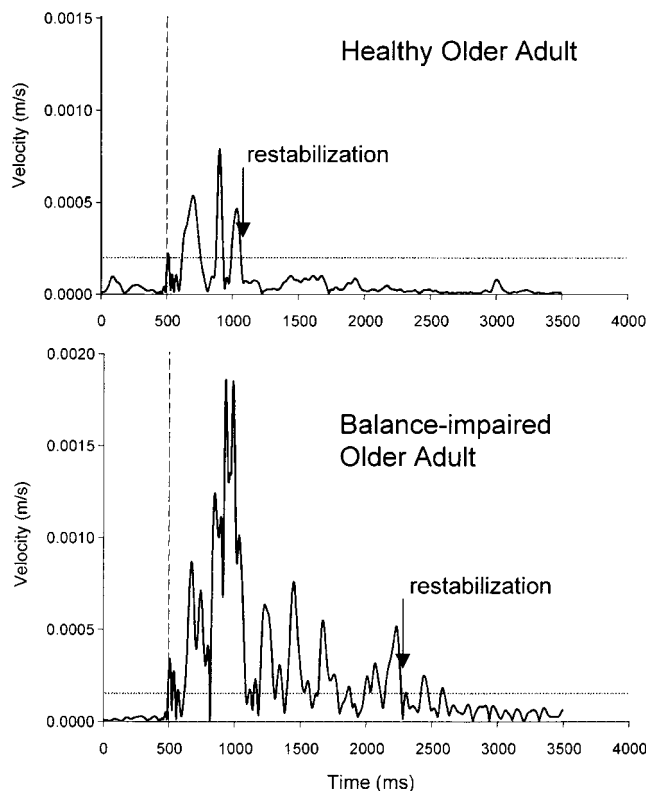 Healthy Older Adult
Velocity (m/s)
0.0015
0.0010
0.0005
0.0000
restabilization
0 500 1000 1500 2000 2500 3000 3500 4000
Balance-impaired
Older Adult
Velocity (m/s)
0.0020
0.0015
0.0010
0.0005
0.0000
restabilization
0 500 1000 1500 2000 2500 3000 3500 4000
Time (ms)